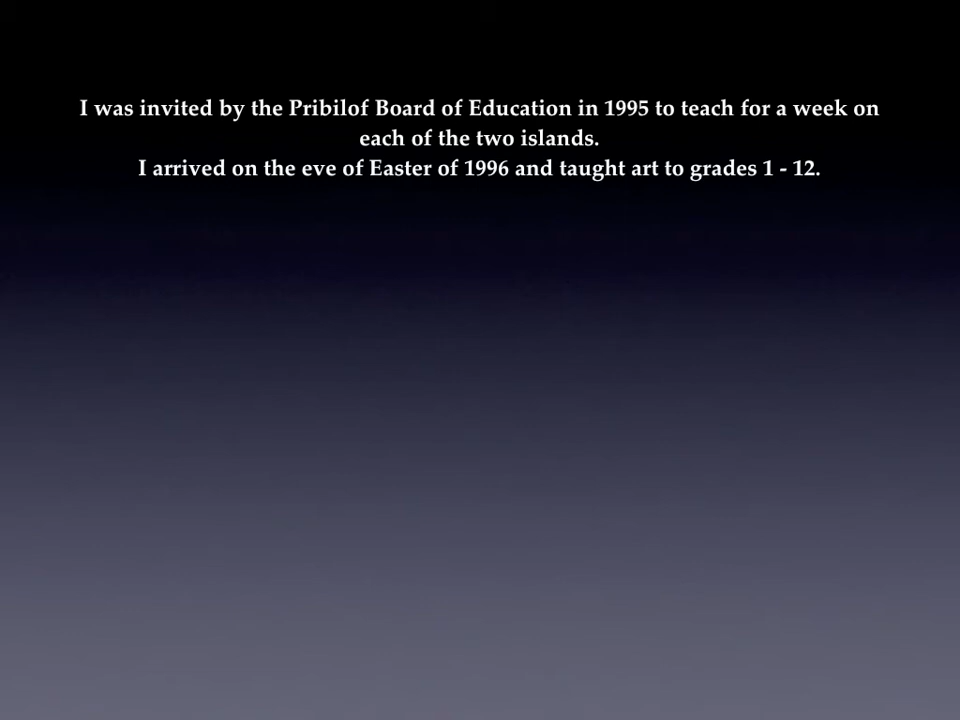 I was invited by the Pribilof Board of Education in 1995 to teach for a week on
each of the two islands.
I arrived on the eve of Easter of 1996 and taught art to grades 1 - 12.